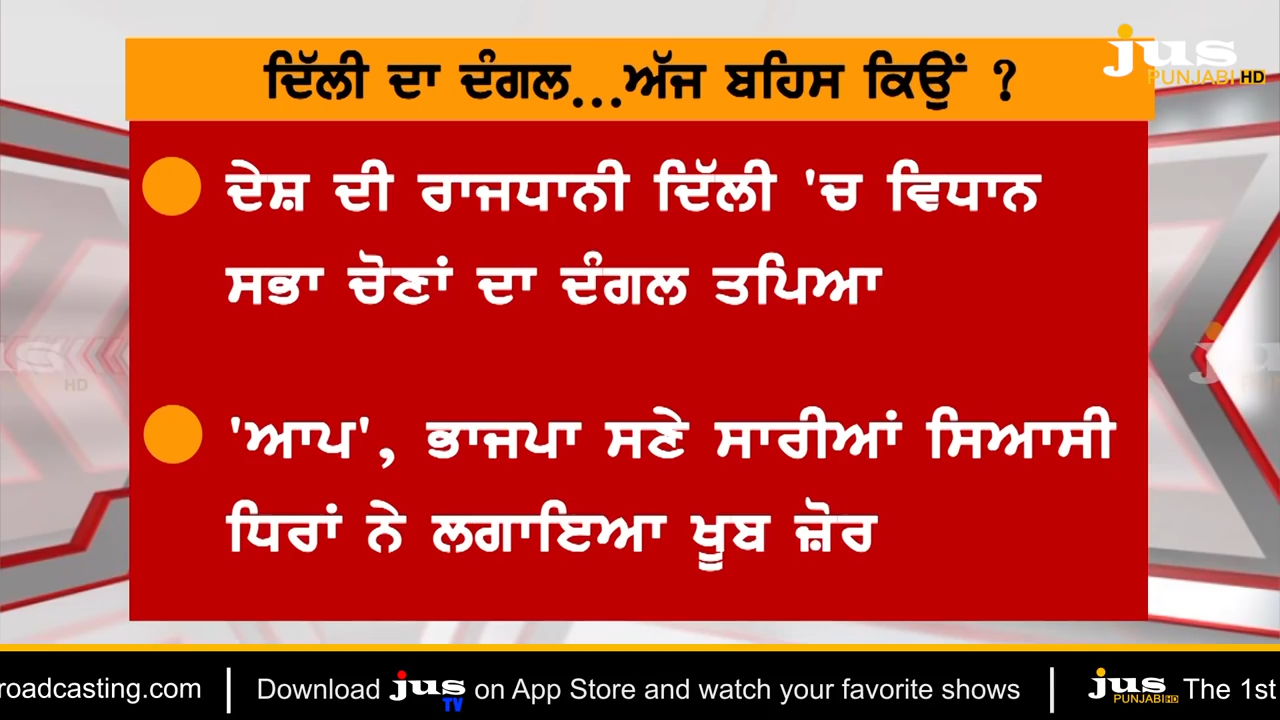 ਦਿੱਲੀ ਦਾ ਦੰਗਲ...ਅੱਜ ਬਹਿਸ ਕਿਉਂ ?
jus
PUNJABI HD
ਦੇਸ਼ ਦੀ ਰਾਜਧਾਨੀ ਦਿੱਲੀ 'ਚ ਵਿਧਾਨ
ਸਭਾ ਚੋਣਾਂ ਦਾ ਦੰਗਲ ਤਪਿਆ
'ਆਪ', ਭਾਜਪਾ ਸਣੇ ਸਾਰੀਆਂ ਸਿਆਸੀ
ਧਿਰਾਂ ਨੇ ਲਗਾਇਆ ਖ਼ੂਬ ਜ਼ੋਰ
roadcasting.com | Download jus TV on App Store and watch your favorite shows | jus PUNJABI HD The 1st